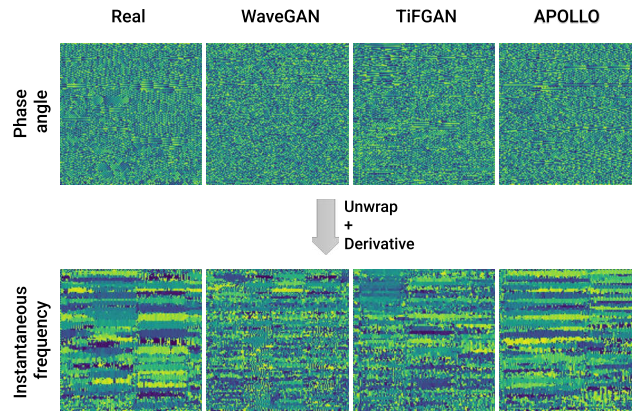 Real WaveGAN TiFGAN APOLLO
Phase
angle
Unwrap
+
Derivative
Instantaneous
frequency